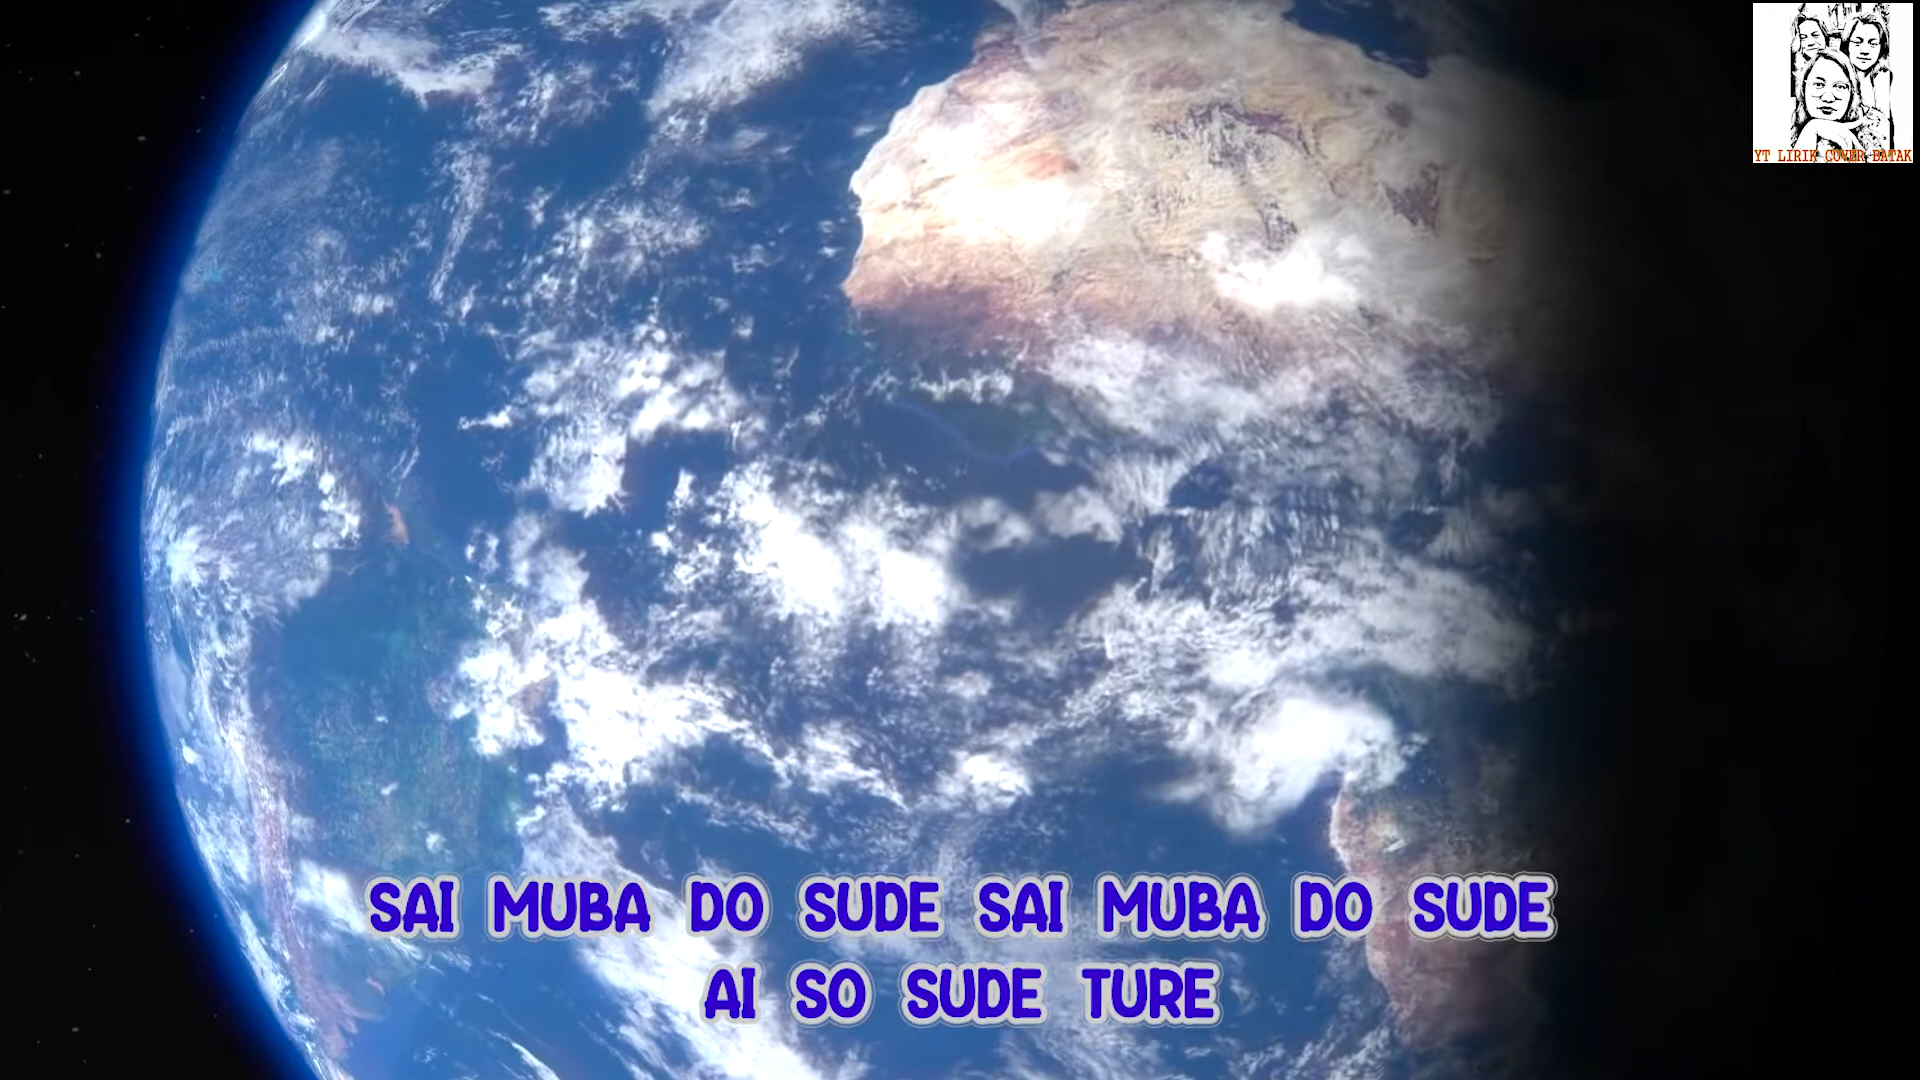 YT LIRIK COVER BATAK
SAI MUBA DO SUDE SAI MUBA DO SUDE
AI SO SUDE TURE